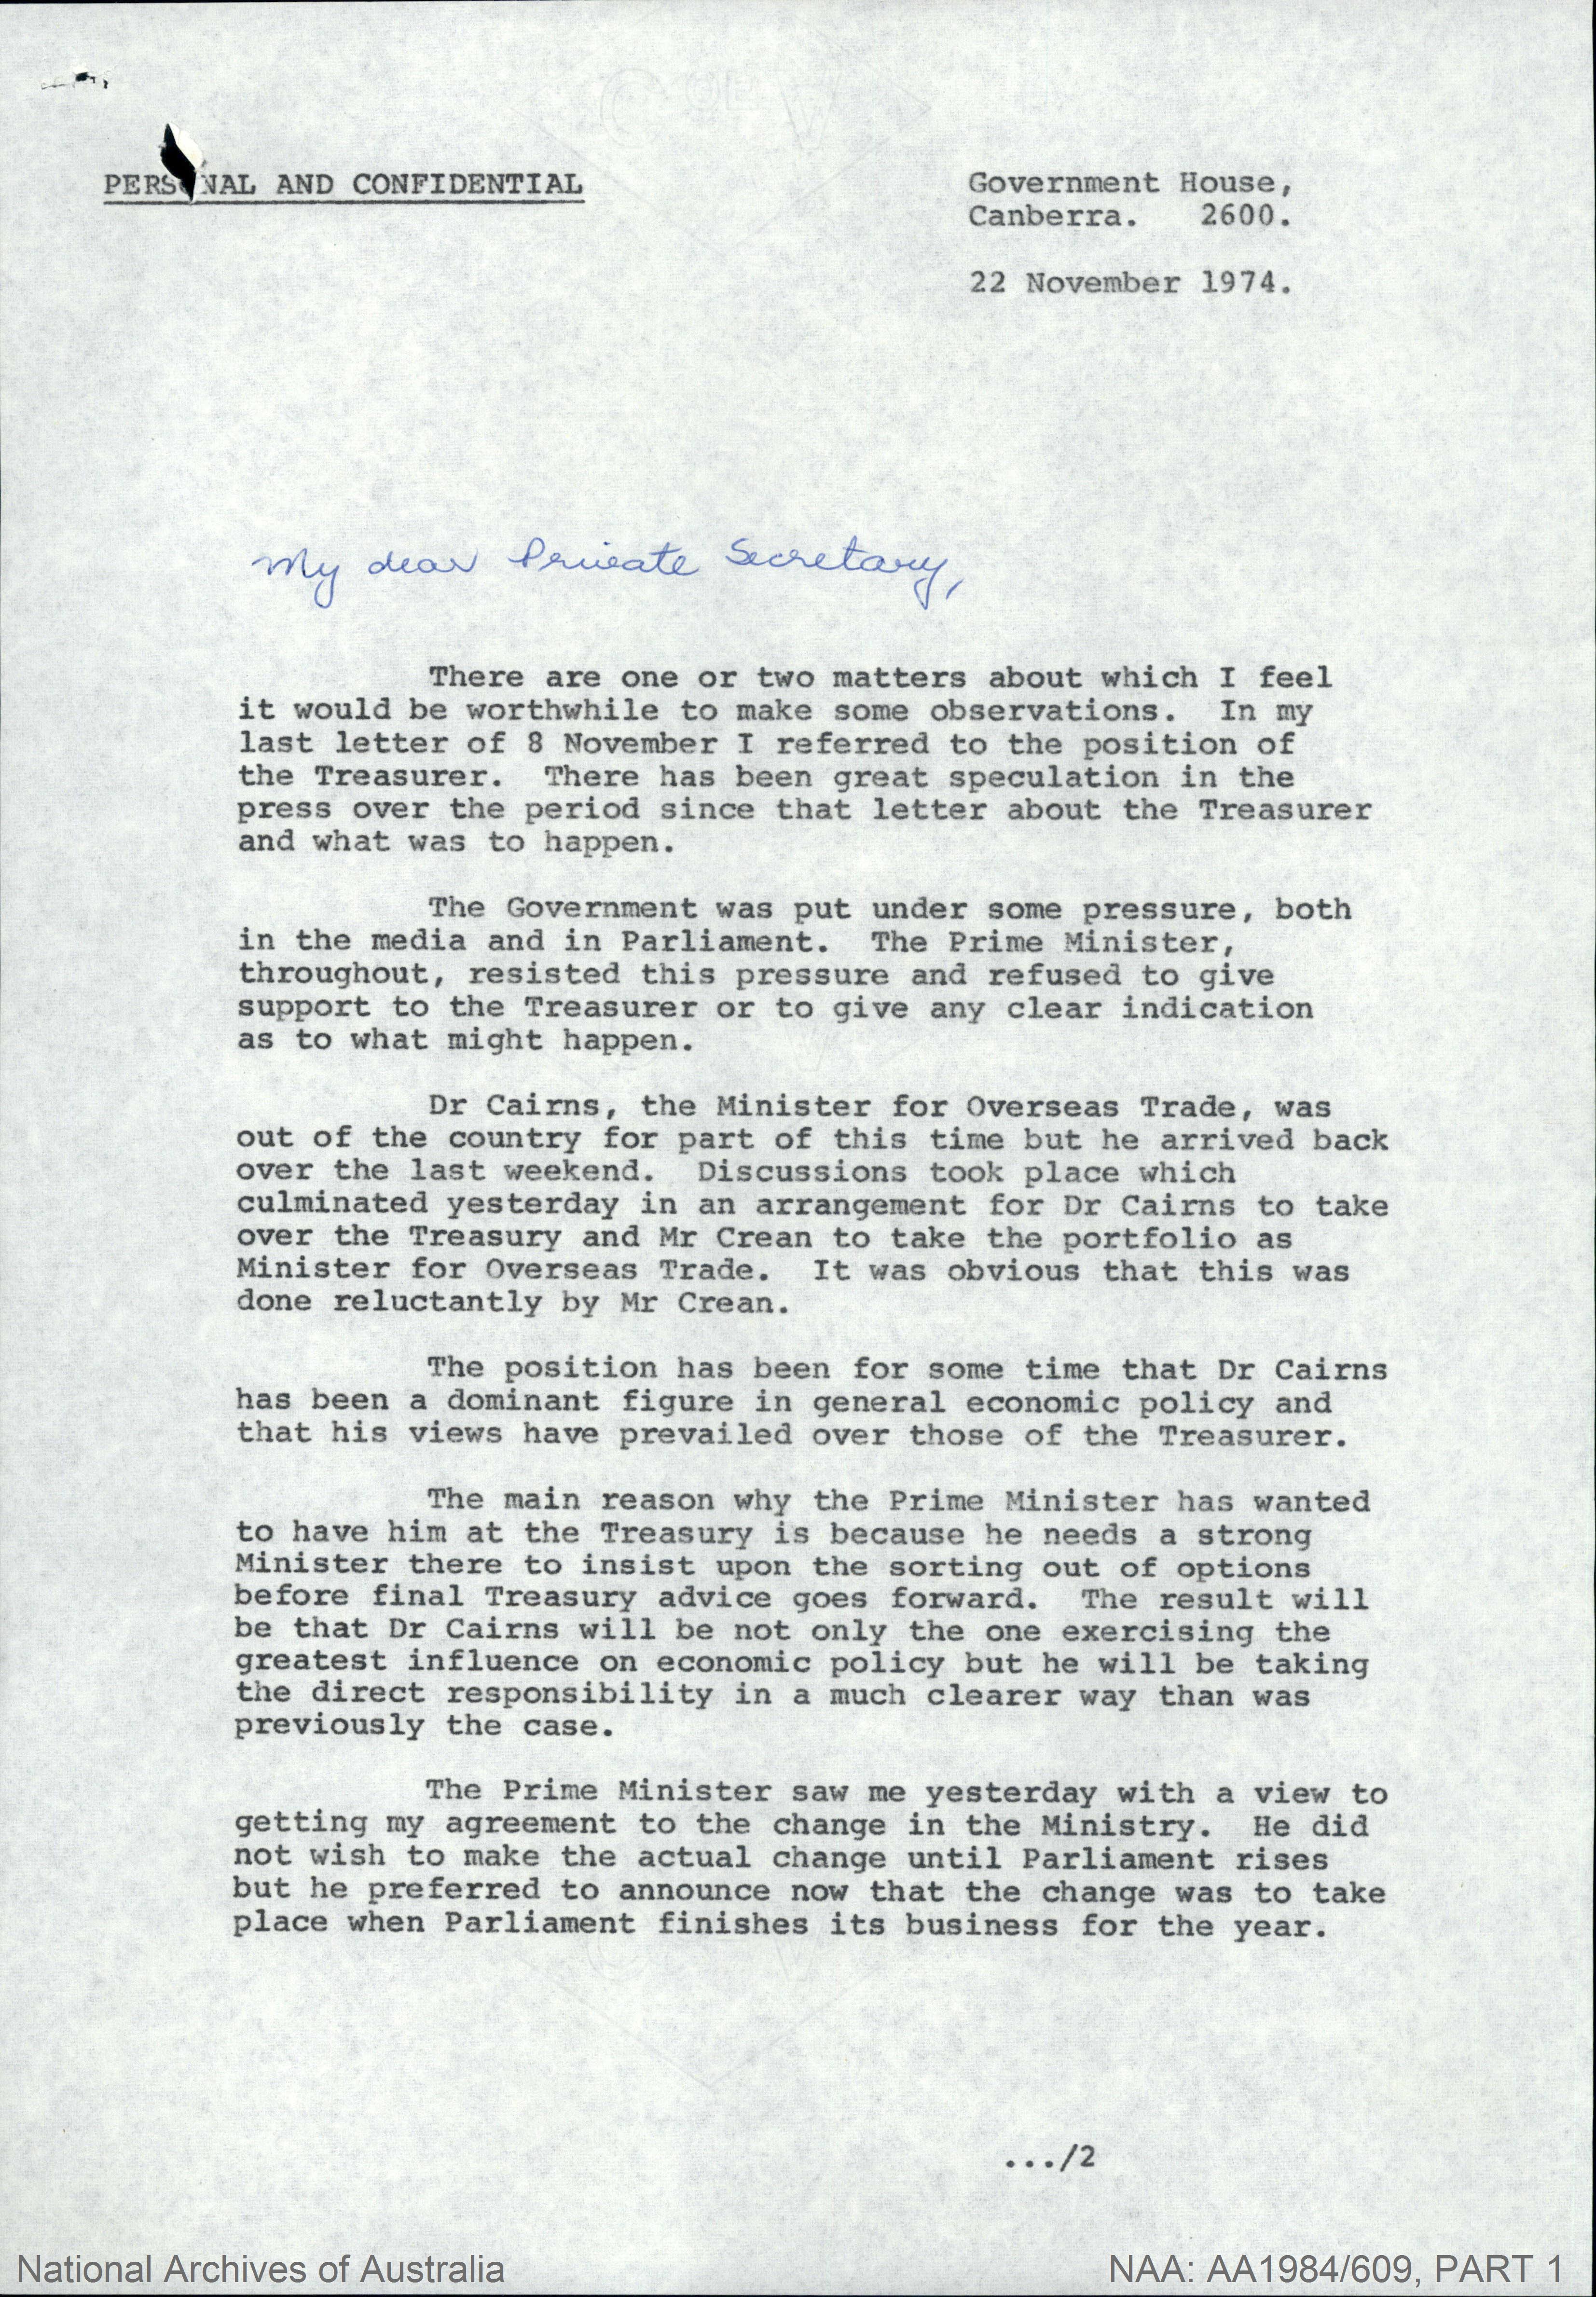 PERSONAL AND CONFIDENTIAL
Government House,
Canberra. 2600.
22 November 1974.
My dear Private Secretary,
There are one or two matters about which I feel
it would be worthwhile to make some observations. In my
last letter of 8 November I referred to the position of
the Treasurer. There has been great speculation in the
press over the period since that letter about the Treasurer
and what was to happen.
The Government was put under some pressure, both
in the media and in Parliament. The Prime Minister,
throughout, resisted this pressure and refused to give
support to the Treasurer or to give any clear indication
as to what might happen.
Dr Cairns, the Minister for Overseas Trade, was
out of the country for part of this time but he arrived back
over the last weekend. Discussions took place which
culminated yesterday in an arrangement for Dr Cairns to take
over the Treasury and Mr Crean to take the portfolio as
Minister for Overseas Trade. It was obvious that this was
done reluctantly by Mr Crean.
The position has been for some time that Dr Cairns
has been a dominant figure in general economic policy and
that his views have prevailed over those of the Treasurer.
The main reason why the Prime Minister has wanted
to have him at the Treasury is because he needs a strong
Minister there to insist upon the sorting out of options
before final Treasury advice goes forward. The result will
be that Dr Cairns will be not only the one exercising the
greatest influence on economic policy but he will be taking
the direct responsibility in a much clearer way than was
previously the case.
The Prime Minister saw me yesterday with a view to
getting my agreement to the change in the Ministry. He did
not wish to make the actual change until Parliament rises
but he preferred to announce now that the change was to take
place when Parliament finishes its business for the year.
.../2
National Archives of Australia
NAA: AA1984/609, PART 1